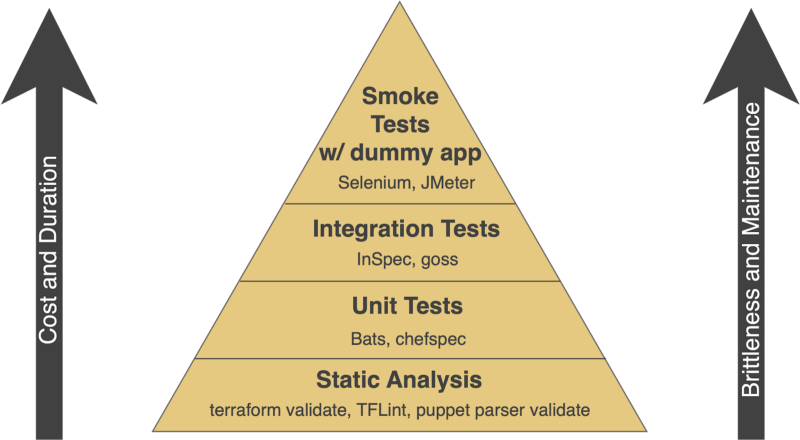 Smoke
Tests
w/ dummy app
Selenium, JMeter
Integration Tests
InSpec, goss
Unit Tests
Bats, chefspec
Static Analysis
terraform validate, TFLint, puppet parser validate
Cost and Duration
Brittleness and Maintenance